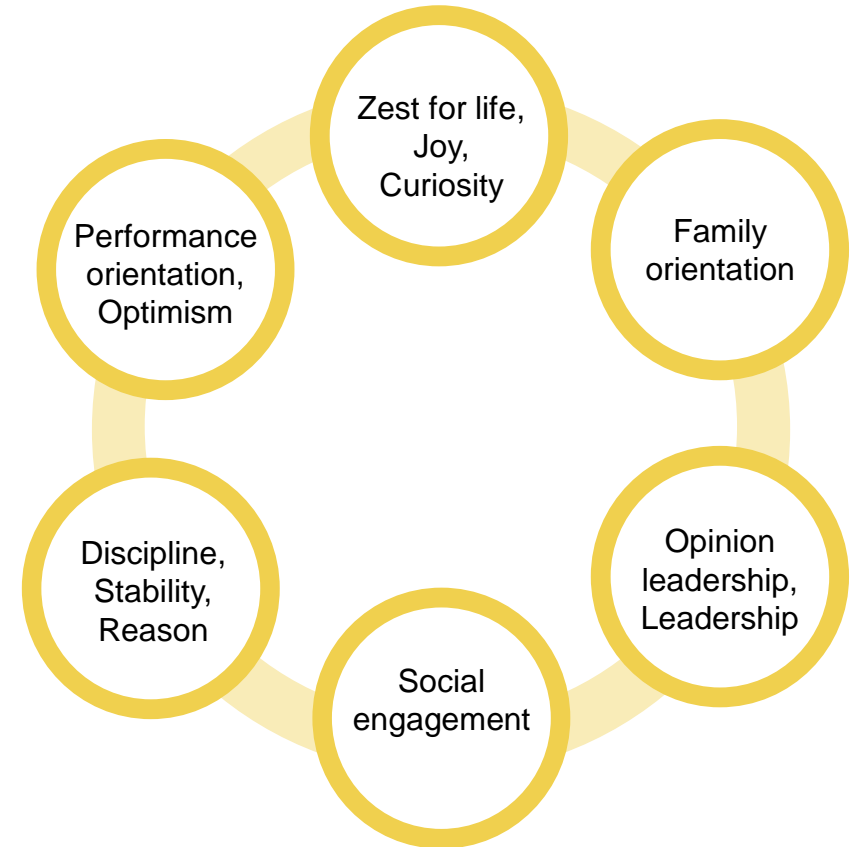 Zest for life,
Joy,
Curiosity
Family
orientation
Opinion
leadership,
Leadership
Social
engagement
Discipline,
Stability,
Reason
Performance
orientation,
Optimism